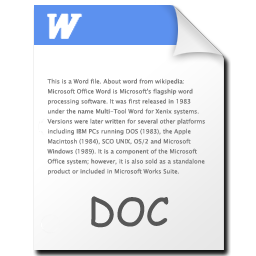 W
This is a Word file. About word from wikipedia:
Microsoft Office Word is Microsoft's flagship word
processing software. It was first released in 1983
under the name Multi-Tool Word for Xenix systems.
Versions were later written for several other platforms
including IBM PCs running DOS (1983), the Apple
Macintosh (1984), SCO UNIX, OS/2 and Microsoft
Windows (1989). It is a component of the Microsoft
Office system; however, it is also sold as a standalone
product or included in Microsoft Works Suite.
DOC